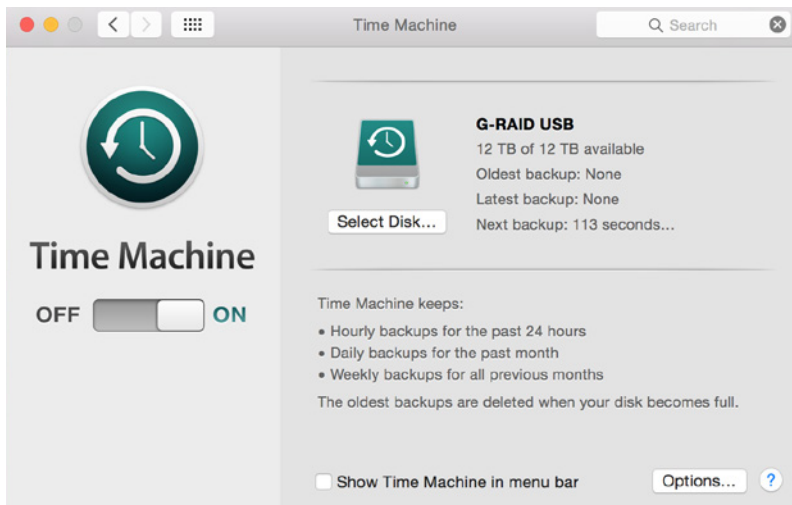 Time Machine
Search
Time Machine
OFF ON
G-RAID USB
12 TB of 12 TB available
Oldest backup: None
Latest backup: None
Next backup: 113 seconds...
Select Disk...
Time Machine keeps:
• Hourly backups for the past 24 hours
• Daily backups for the past month
• Weekly backups for all previous months
The oldest backups are deleted when your disk becomes full.
Show Time Machine in menu bar
Options...
?